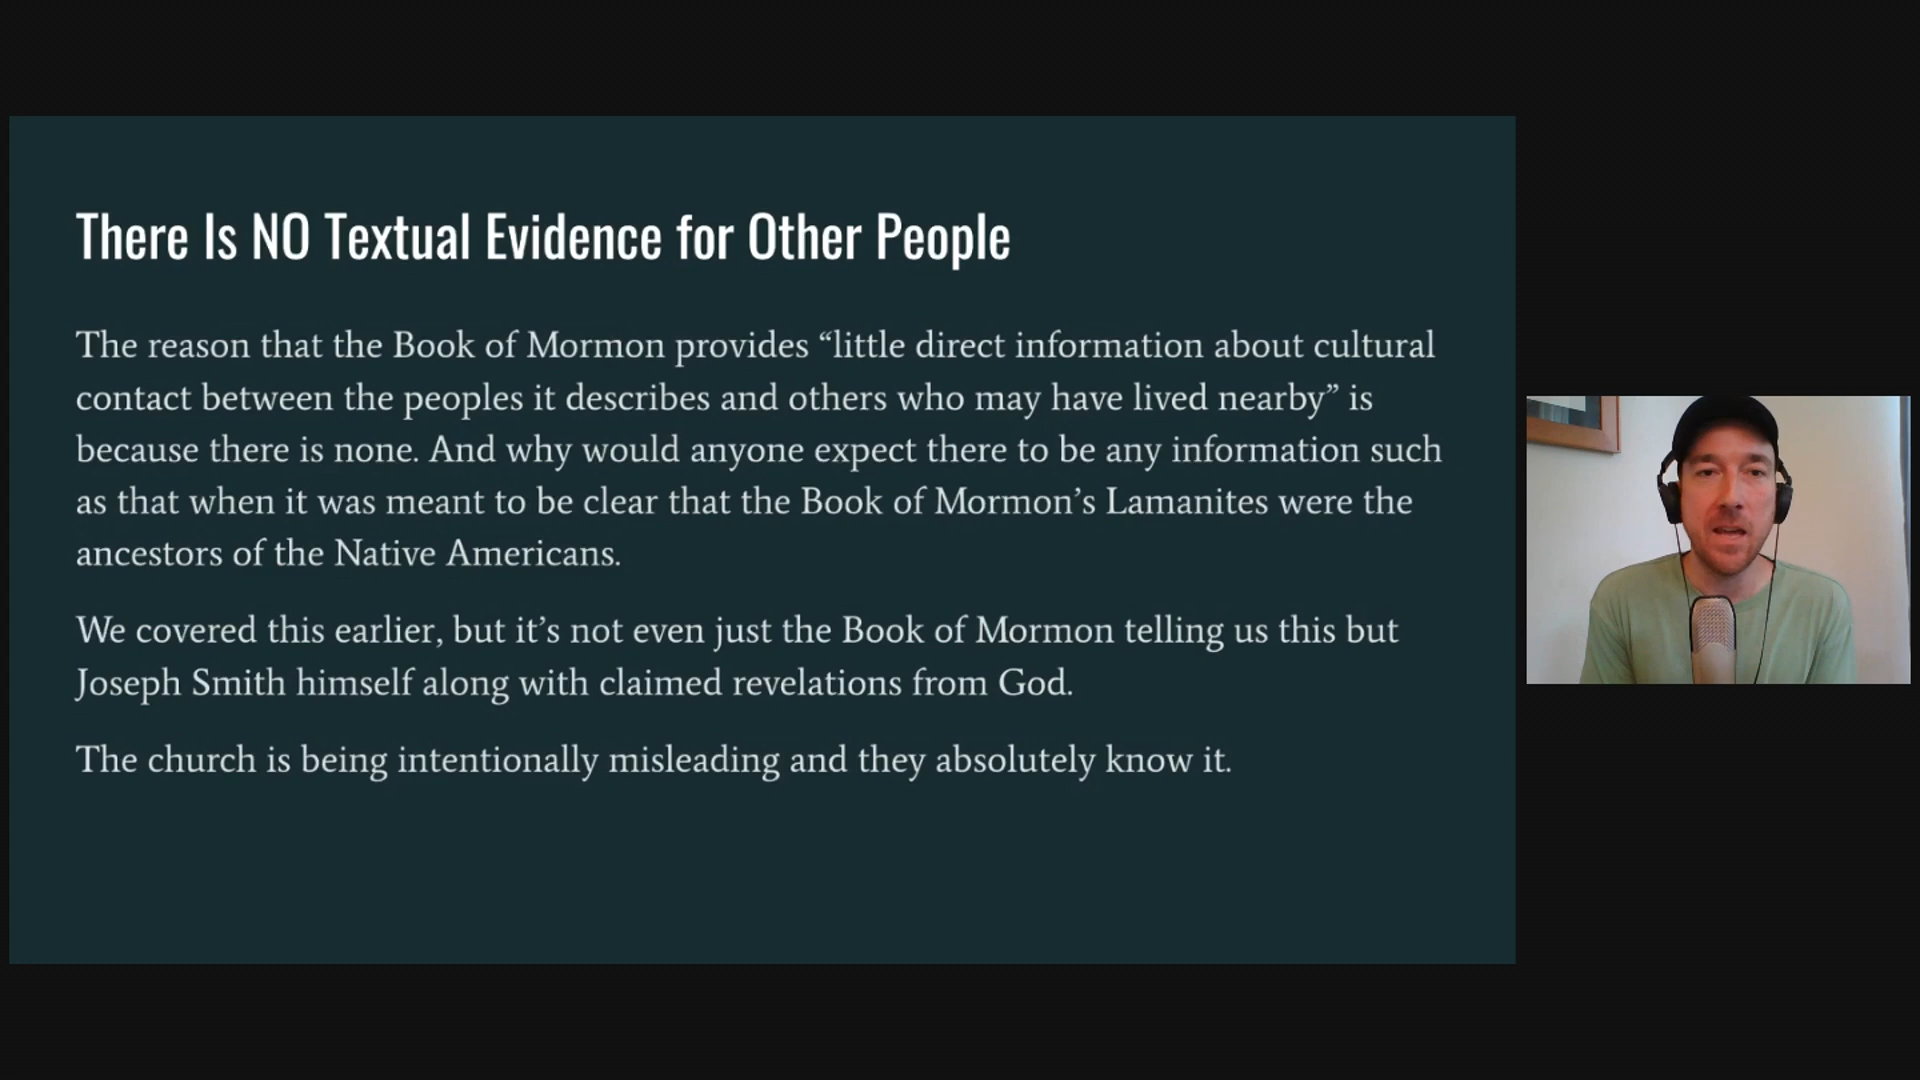 There Is NO Textual Evidence for Other People
The reason that the Book of Mormon provides “little direct information about cultural
contact between the peoples it describes and others who may have lived nearby” is
because there is none. And why would anyone expect there to be any information such
as that when it was meant to be clear that the Book of Mormon’s Lamanites were the
ancestors of the Native Americans.
We covered this earlier, but it’s not even just the Book of Mormon telling us this but
Joseph Smith himself along with claimed revelations from God.
The church is being intentionally misleading and they absolutely know it.